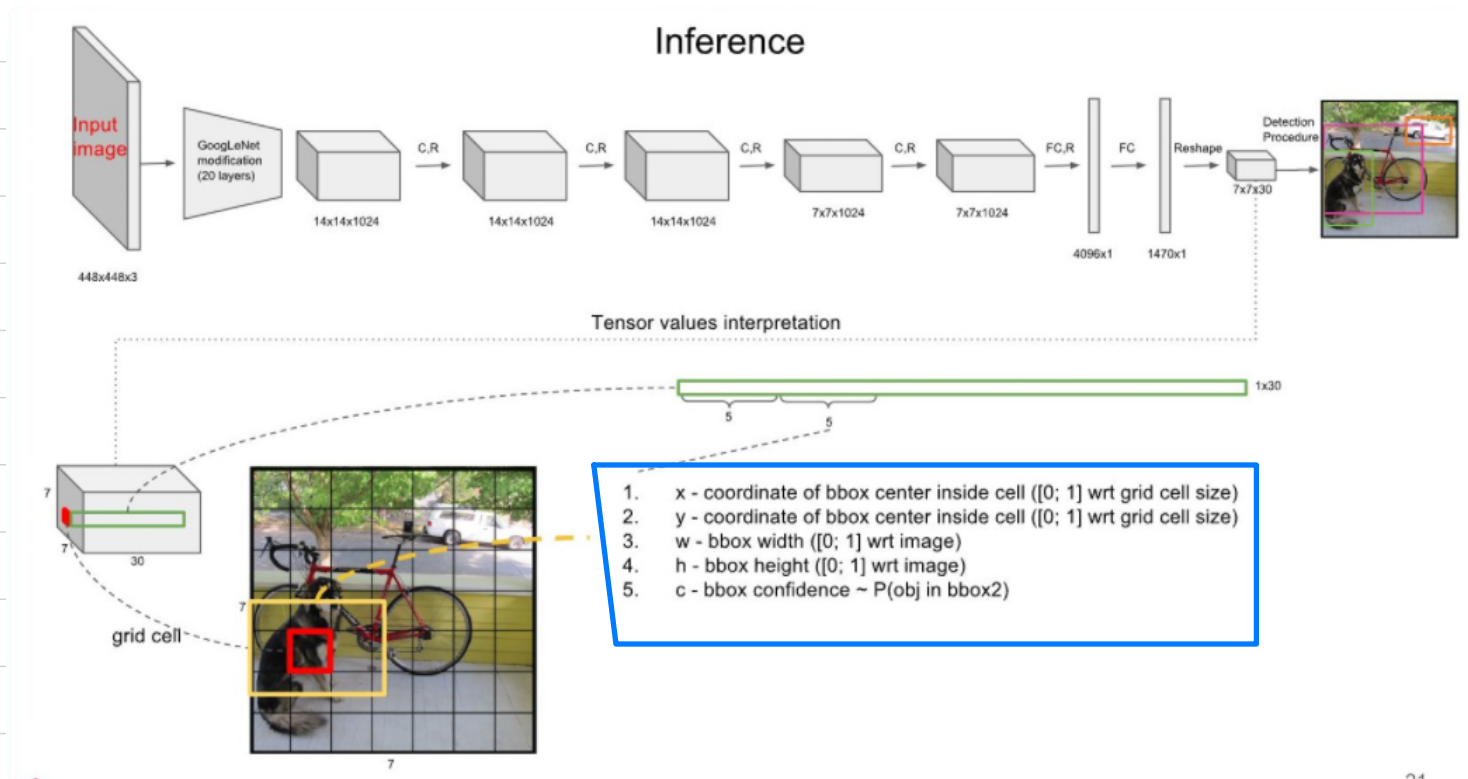 Inference
Input
image
448x448x3
GoogLeNet
modification
(20 layers)
14x14x1024
C,R
14x14x1024
C,R
14x14x1024
C,R
7x7x1024
C,R
7x7x1024
FC,R
4096x1
FC
1470x1
Reshape
7x7x30
Detection
Procedure
Tensor values interpretation
1x30
5
5
7
7
30
grid cell
7
7
1. x - coordinate of bbox center inside cell ([0; 1] wrt grid cell size)
2. y - coordinate of bbox center inside cell ([0; 1] wrt grid cell size)
3. w - bbox width ([0; 1] wrt image)
4. h - bbox height ([0; 1] wrt image)
5. c - bbox confidence ~ P(obj in bbox2)